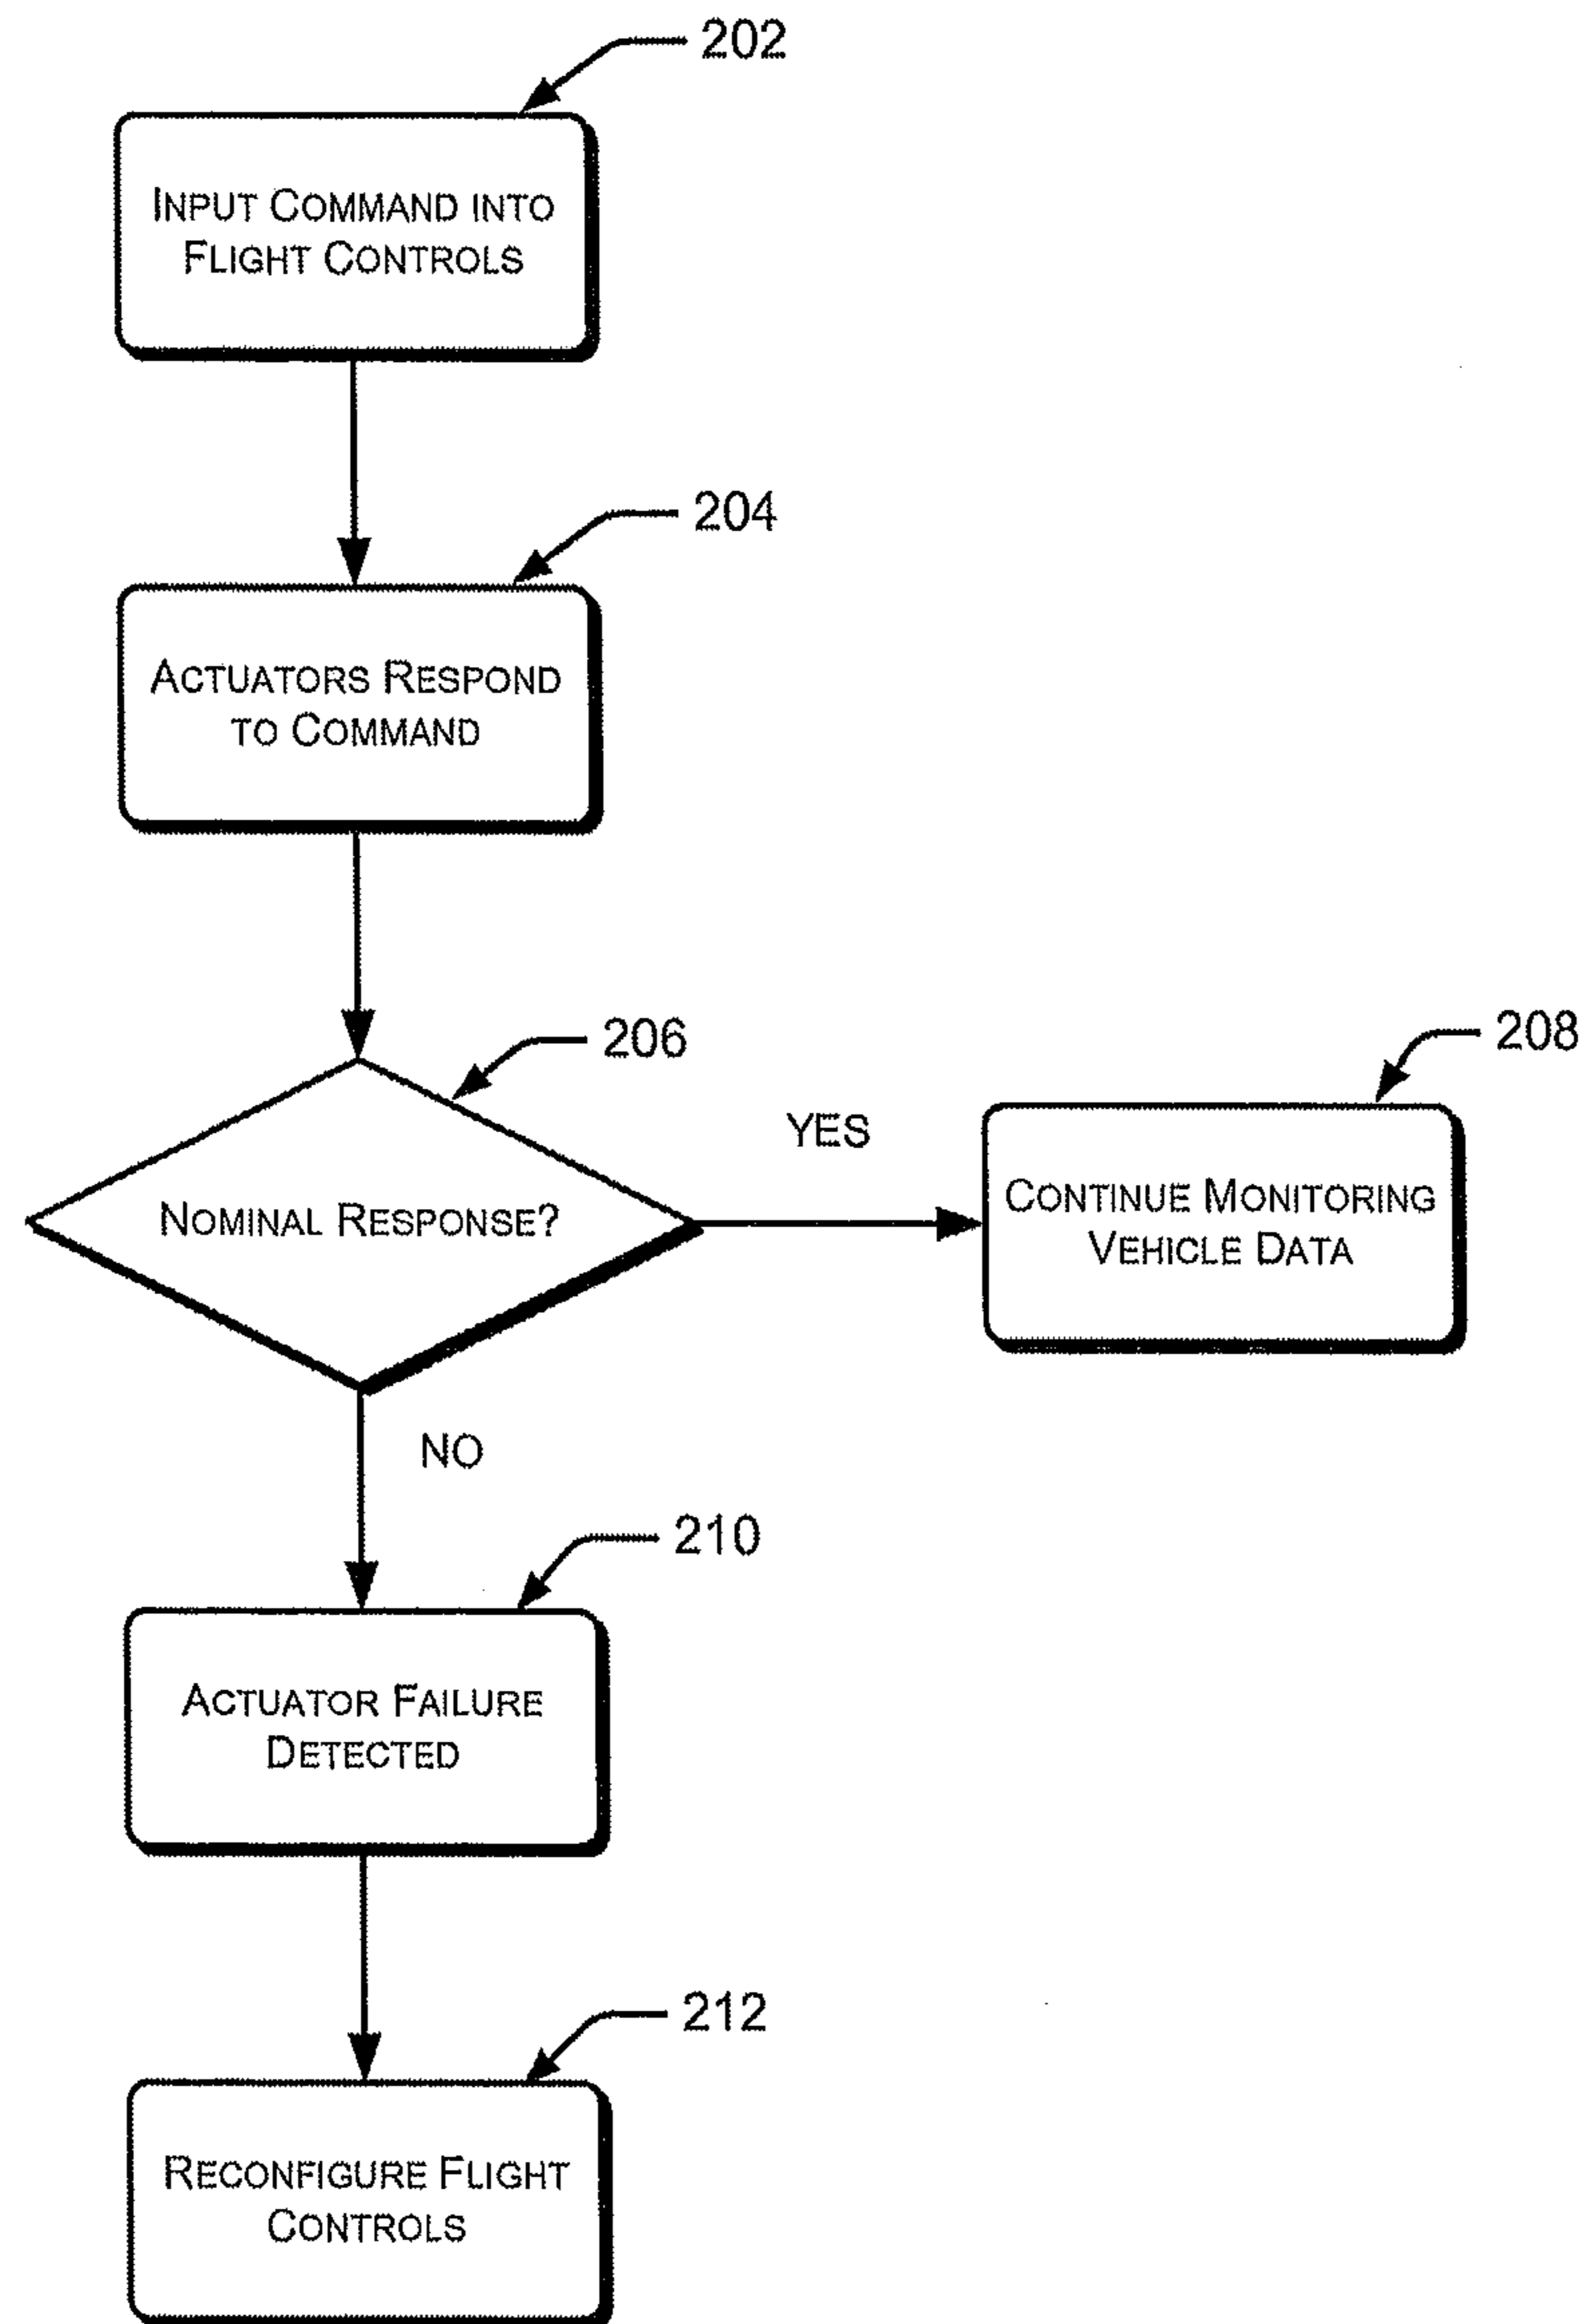 202
INPUT COMMAND INTO
FLIGHT CONTROLS
204
ACTUATORS RESPOND
TO COMMAND
206
NOMINAL RESPONSE?
YES
208
CONTINUE MONITORING
VEHICLE DATA
NO
210
ACTUATOR FAILURE
DETECTED
212
RECONFIGURE FLIGHT
CONTROLS